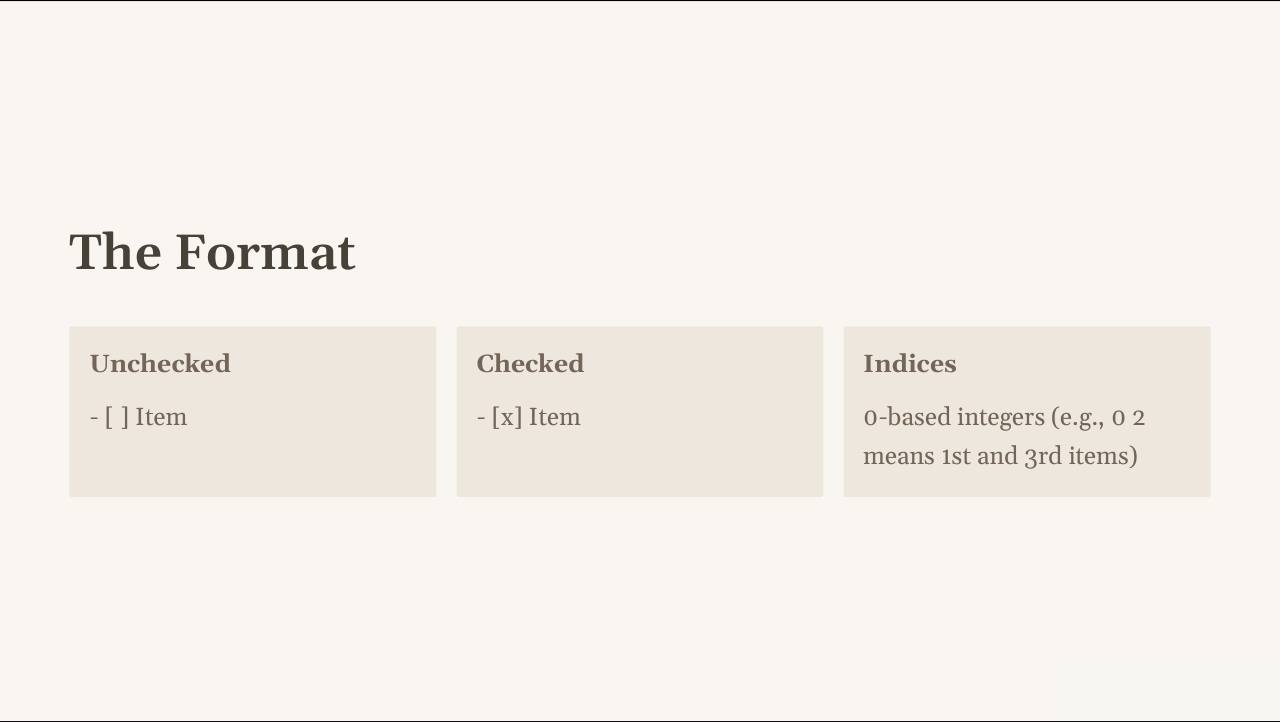 The Format
Unchecked
- [ ] Item
Checked
- [x] Item
Indices
0-based integers (e.g., 0 2
means 1st and 3rd items)